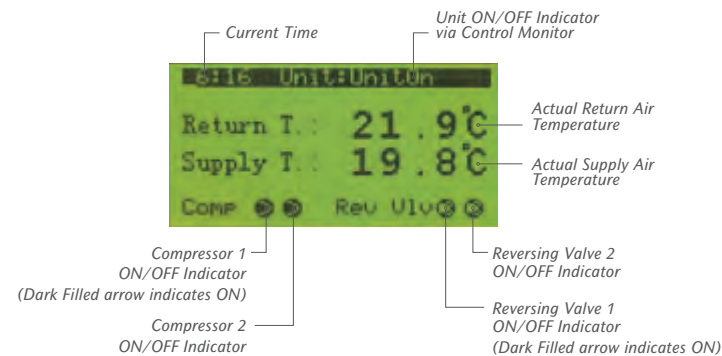 Current Time
Unit ON/OFF Indicator
via Control Monitor
6:16 Unit:UnitOn
Return T.: 21.9°C
Actual Return Air
Temperature
Supply T.: 19.8°C
Actual Supply Air
Temperature
Comp Rev Vlv
Compressor 1
ON/OFF Indicator
(Dark Filled arrow indicates ON)
Compressor 2
ON/OFF Indicator
Reversing Valve 2
ON/OFF Indicator
Reversing Valve 1
ON/OFF Indicator
(Dark Filled arrow indicates ON)